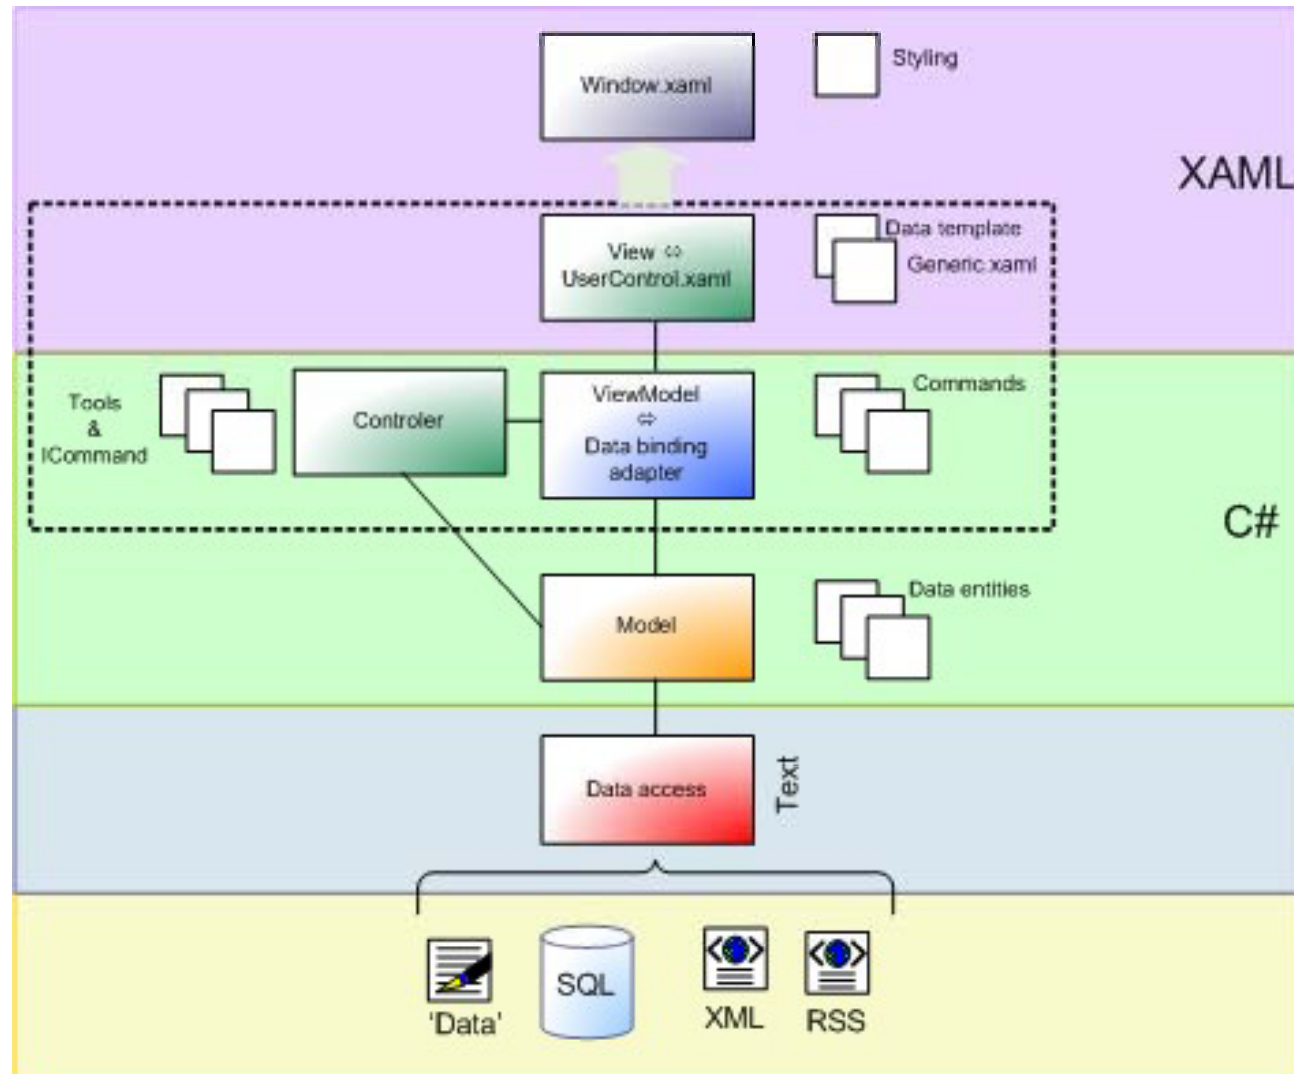 Window.xaml
Styling
XAML
View ⇔
UserControl.xaml
Data template
Generic.xaml
Tools
&
ICommand
Controler
ViewModel
⇔
Data binding
adapter
Commands
C#
Model
Data entities
Data access
Text
'Data'
SQL
XML
RSS